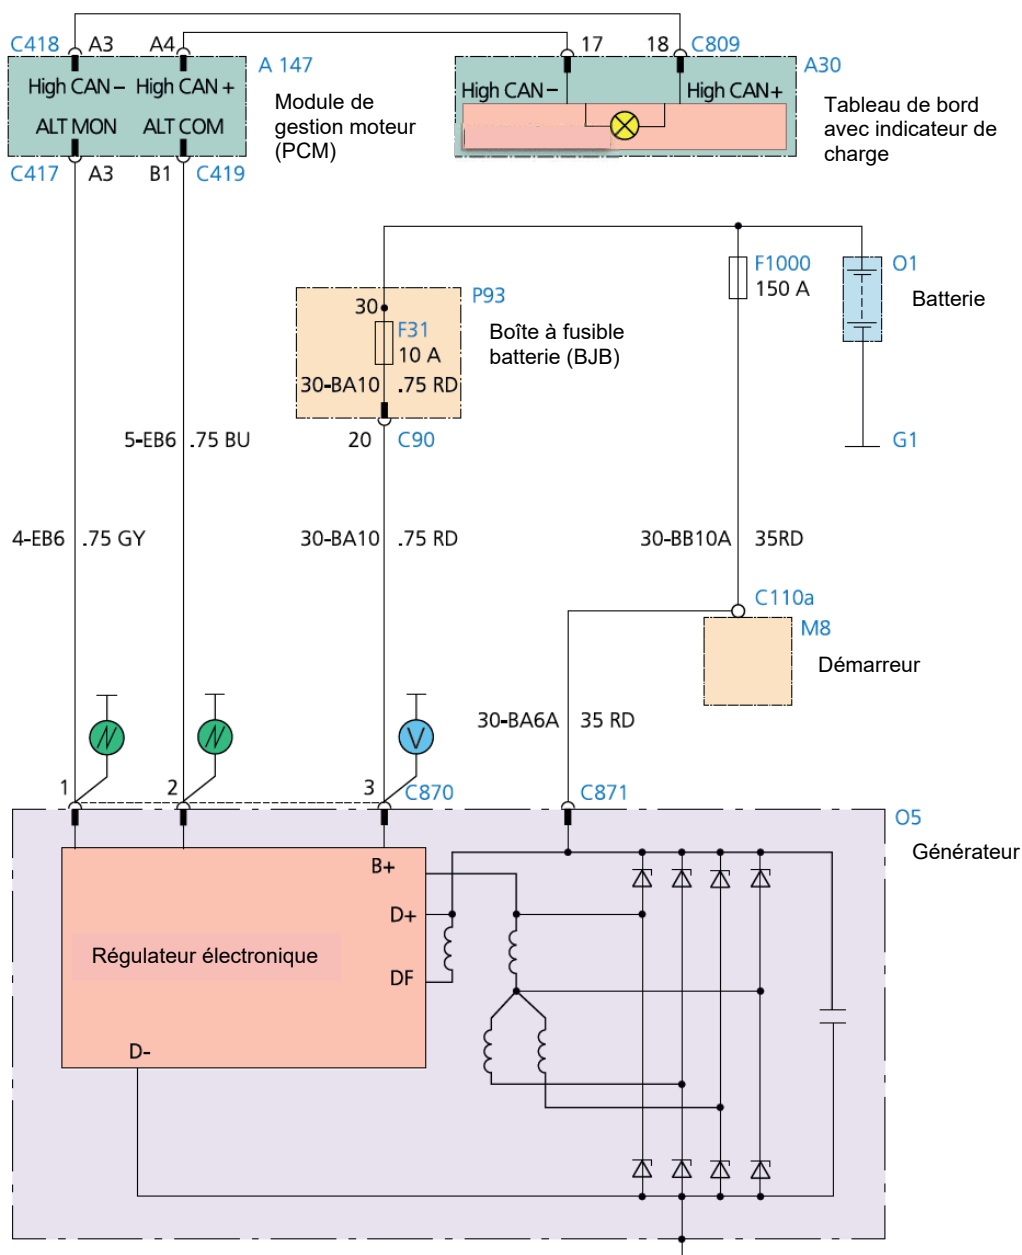 C418 A3 A4 17 18 C809
A 147 A30
High CAN – High CAN + High CAN – High CAN+
Module de
gestion moteur
(PCM)
Tableau de bord
avec indicateur de
charge
ALT MON ALT COM
C417 A3 B1 C419
F1000
150 A
O1
Batterie
P93
30
F31
10 A
Boîte à fusible
batterie (BJB)
30-BA10 .75 RD
20 C90
5-EB6 .75 BU
G1
4-EB6 .75 GY
30-BA10 .75 RD
30-BB10A 35RD
C110a
M8
Démarreur
30-BA6A 35 RD
V
1 2 3 C870 C871
O5
Générateur
B+
D+
Régulateur électronique
DF
D-